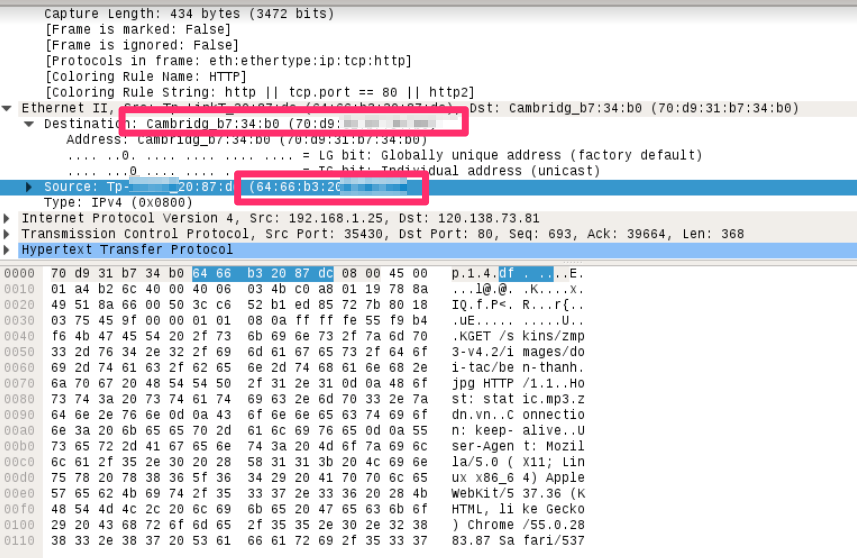 Capture Length: 434 bytes (3472 bits)
[Frame is marked: False]
[Frame is ignored: False]
[Protocols in frame: eth:ethertype:ip:tcp:http]
[Coloring Rule Name: HTTP]
[Coloring Rule String: http || tcp.port == 80 || http2]
Ethernet II, Src: Tp-LinkT_20:87:dc (64:66:b3:20:87:dc), Dst: Cambridg_b7:34:b0 (70:d9:31:b7:34:b0)
Destination: Cambridg_b7:34:b0 (70:d9:
Address: Cambridg_b7:34:b0 (70:d9:31:b7:34:b0)
.... ..0. .... .... .... .... = LG bit: Globally unique address (factory default)
.... ...0 .... .... .... .... = IG bit: Individual address (unicast)
Source: Tp- _20:87:d (64:66:b3:20
Type: IPv4 (0x0800)
Internet Protocol Version 4, Src: 192.168.1.25, Dst: 120.138.73.81
Transmission Control Protocol, Src Port: 35430, Dst Port: 80, Seq: 693, Ack: 39664, Len: 368
Hypertext Transfer Protocol
0000 70 d9 31 b7 34 b0 64 66 b3 20 87 dc 08 00 45 00 p.1.4.df . ....E.
0010 01 a4 b2 6c 40 00 40 06 03 4b c0 a8 01 19 78 8a ...l@.@. .K....x.
0020 49 51 8a 66 00 50 3c c6 52 b1 ed 85 72 7b 80 18 IQ.f.P<. R...r{..
0030 03 75 45 9f 00 00 01 01 08 0a ff ff fe 55 f9 b4 .uE..... .....U..
0040 f6 4b 47 45 54 20 2f 73 6b 69 6e 73 2f 7a 6d 70 .KGET /s kins/zmp
0050 33 2d 76 34 2e 32 2f 69 6d 61 67 65 73 2f 64 6f 3-v4.2/i mages/do
0060 69 2d 74 61 63 2f 62 65 6e 2d 74 68 61 6e 68 2e i-tac/be n-thanh.
0070 6a 70 67 20 48 54 54 50 2f 31 2e 31 0d 0a 48 6f jpg HTTP /1.1..Ho
0080 73 74 3a 20 73 74 61 74 69 63 2e 6d 70 33 2e 7a st: stat ic.mp3.z
0090 64 6e 2e 76 6e 0d 0a 43 6f 6e 6e 65 63 74 69 6f dn.vn..C onnectio
00a0 6e 3a 20 6b 65 65 70 2d 61 6c 69 76 65 0d 0a 55 n: keep- alive..U
00b0 73 65 72 2d 41 67 65 6e 74 3a 20 4d 6f 7a 69 6c ser-Agen t: Mozil
00c0 6c 61 2f 35 2e 30 20 28 58 31 31 3b 20 4c 69 6e la/5.0 ( X11; Lin
00d0 75 78 20 78 38 36 5f 36 34 29 20 41 70 70 6c 65 ux x86_6 4) Apple
00e0 57 65 62 4b 69 74 2f 35 33 37 2e 33 36 20 28 4b WebKit/5 37.36 (K
00f0 48 54 4d 4c 2c 20 6c 69 6b 65 20 47 65 63 6b 6f HTML, li ke Gecko
0100 29 20 43 68 72 6f 6d 65 2f 35 35 2e 30 2e 32 38 ) Chrome /55.0.28
0110 38 33 2e 38 37 20 53 61 66 61 72 69 2f 35 33 37 83.87 Sa fari/537